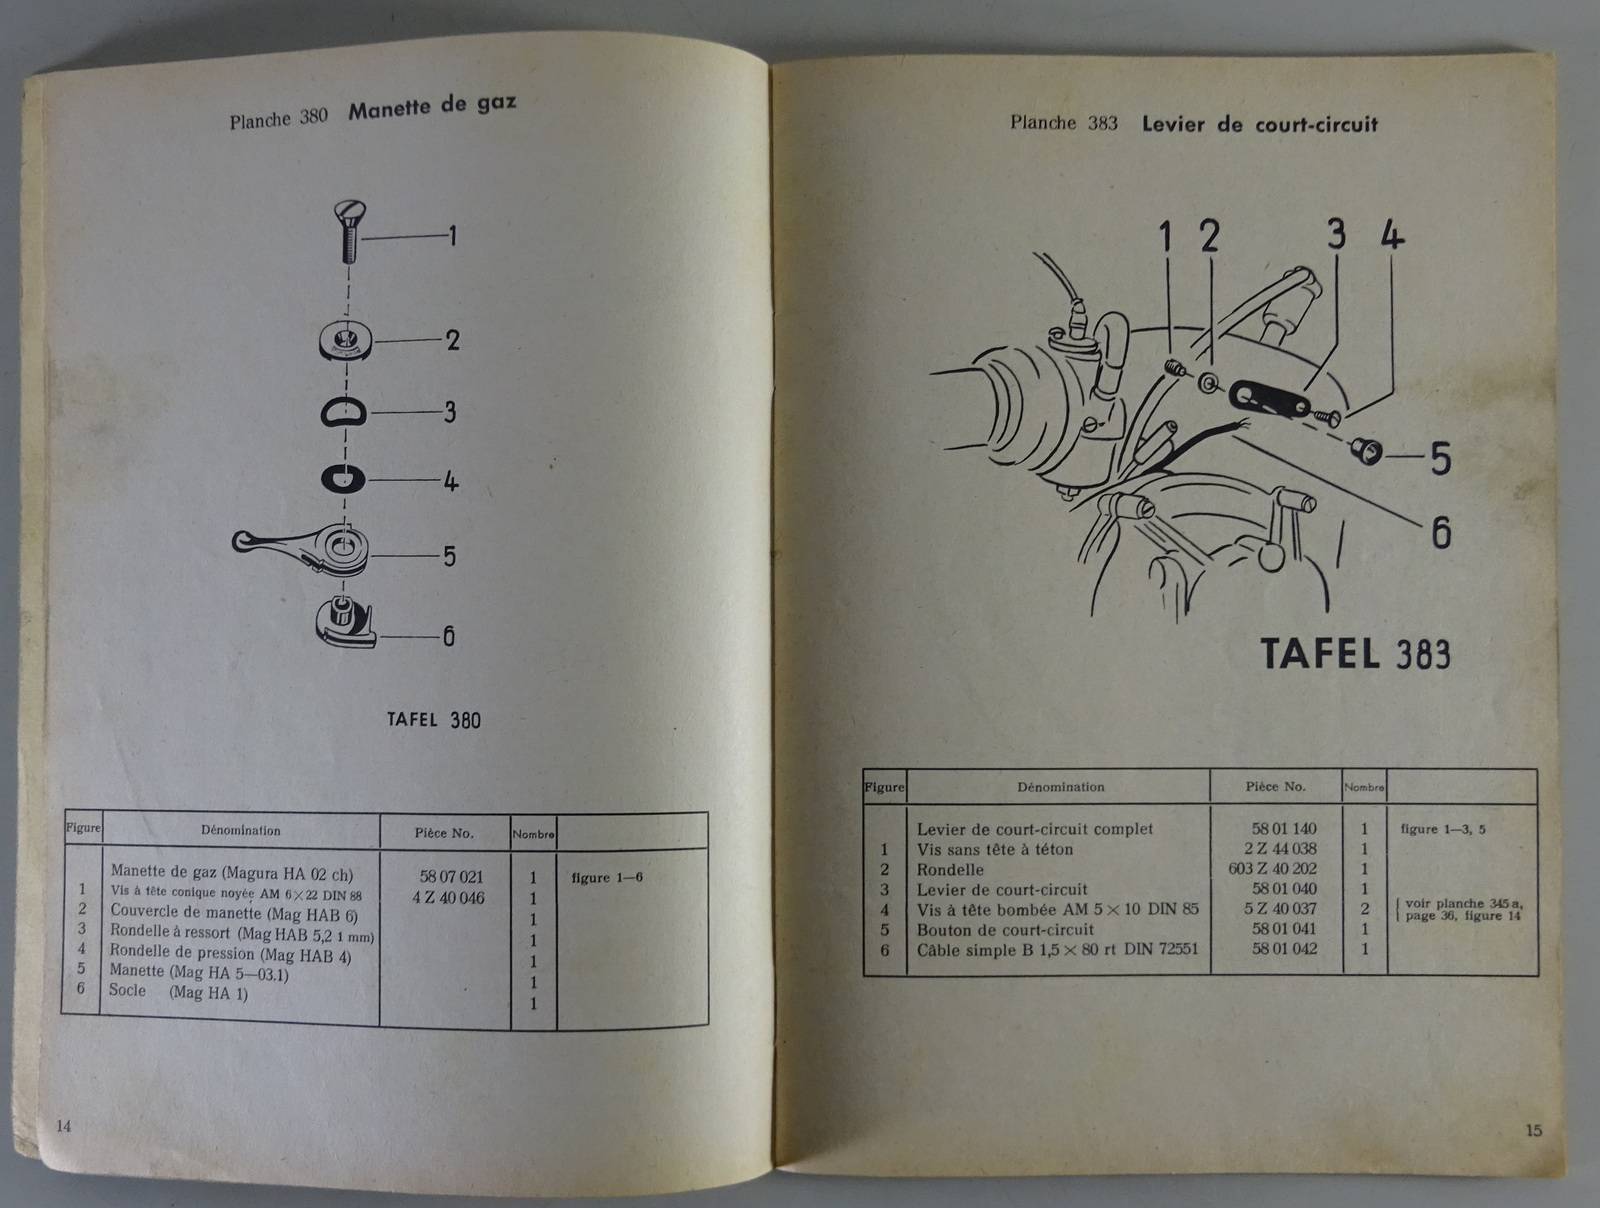 Planche 380 Manette de gaz
1
2
3
4
5
6
TAFEL 380
Figure Dénomination Pièce No. Nombre
Manette de gaz (Magura HA 02 ch) 58 07 021 1 figure 1—6
1 Vis à tête conique noyée AM 6×22 DIN 88 4 Z 40 046 1
2 Couvercle de manette (Mag HAB 6) 1
3 Rondelle à ressort (Mag HAB 5,2 1 mm) 1
4 Rondelle de pression (Mag HAB 4) 1
5 Manette (Mag HA 5—03.1) 1
6 Socle (Mag HA 1) 1
14
Planche 383 Levier de court-circuit
1 2 3 4
5
6
TAFEL 383
Figure Dénomination Pièce No. Nombre
Levier de court-circuit complet 58 01 140 1 figure 1—3, 5
1 Vis sans tête à téton 2 Z 44 038 1
2 Rondelle 603 Z 40 202 1
3 Levier de court-circuit 58 01 040 1
4 Vis à tête bombée AM 5 × 10 DIN 85 5 Z 40 037 2 voir planche 345 a,
page 36, figure 14
5 Bouton de court-circuit 58 01 041 1
6 Câble simple B 1,5 × 80 rt DIN 72551 58 01 042 1
15